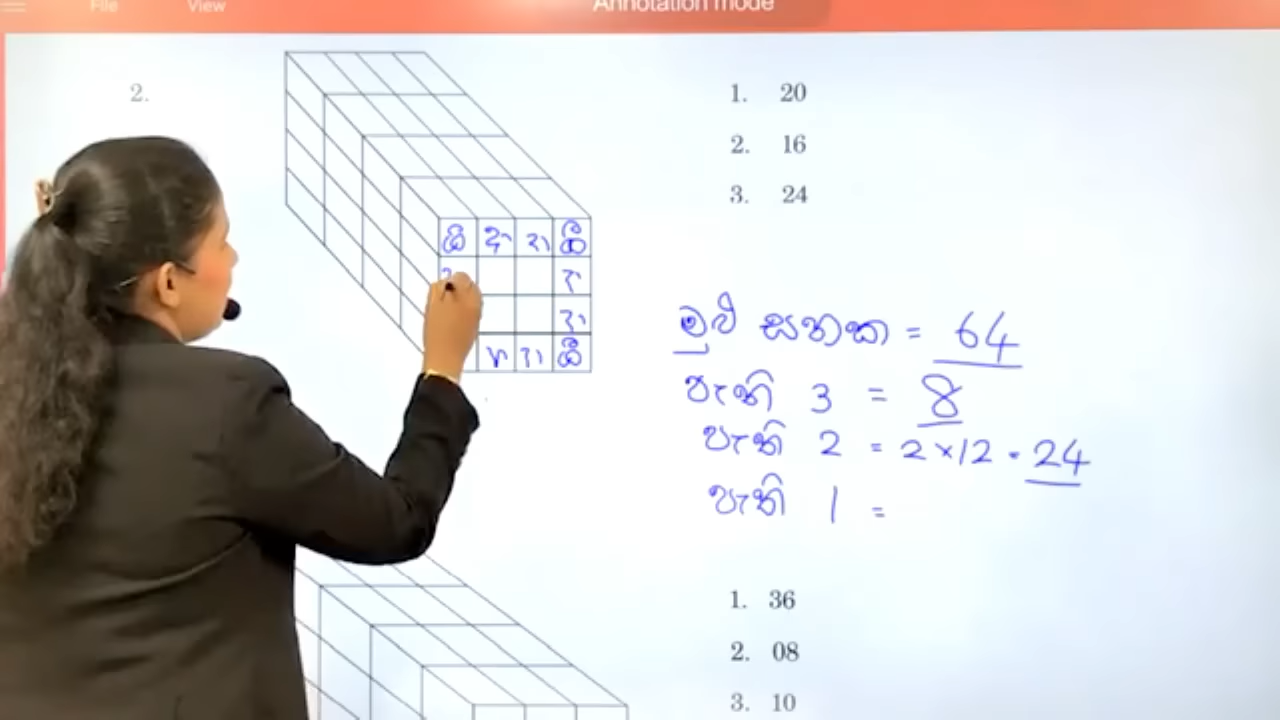 File View Annotation mode
2.
1. 20
2. 16
3. 24
මුළු ඝනක = 64
පැති 3 = 8
පැති 2 = 2×12 = 24
පැති 1 =
1. 36
2. 08
3. 10